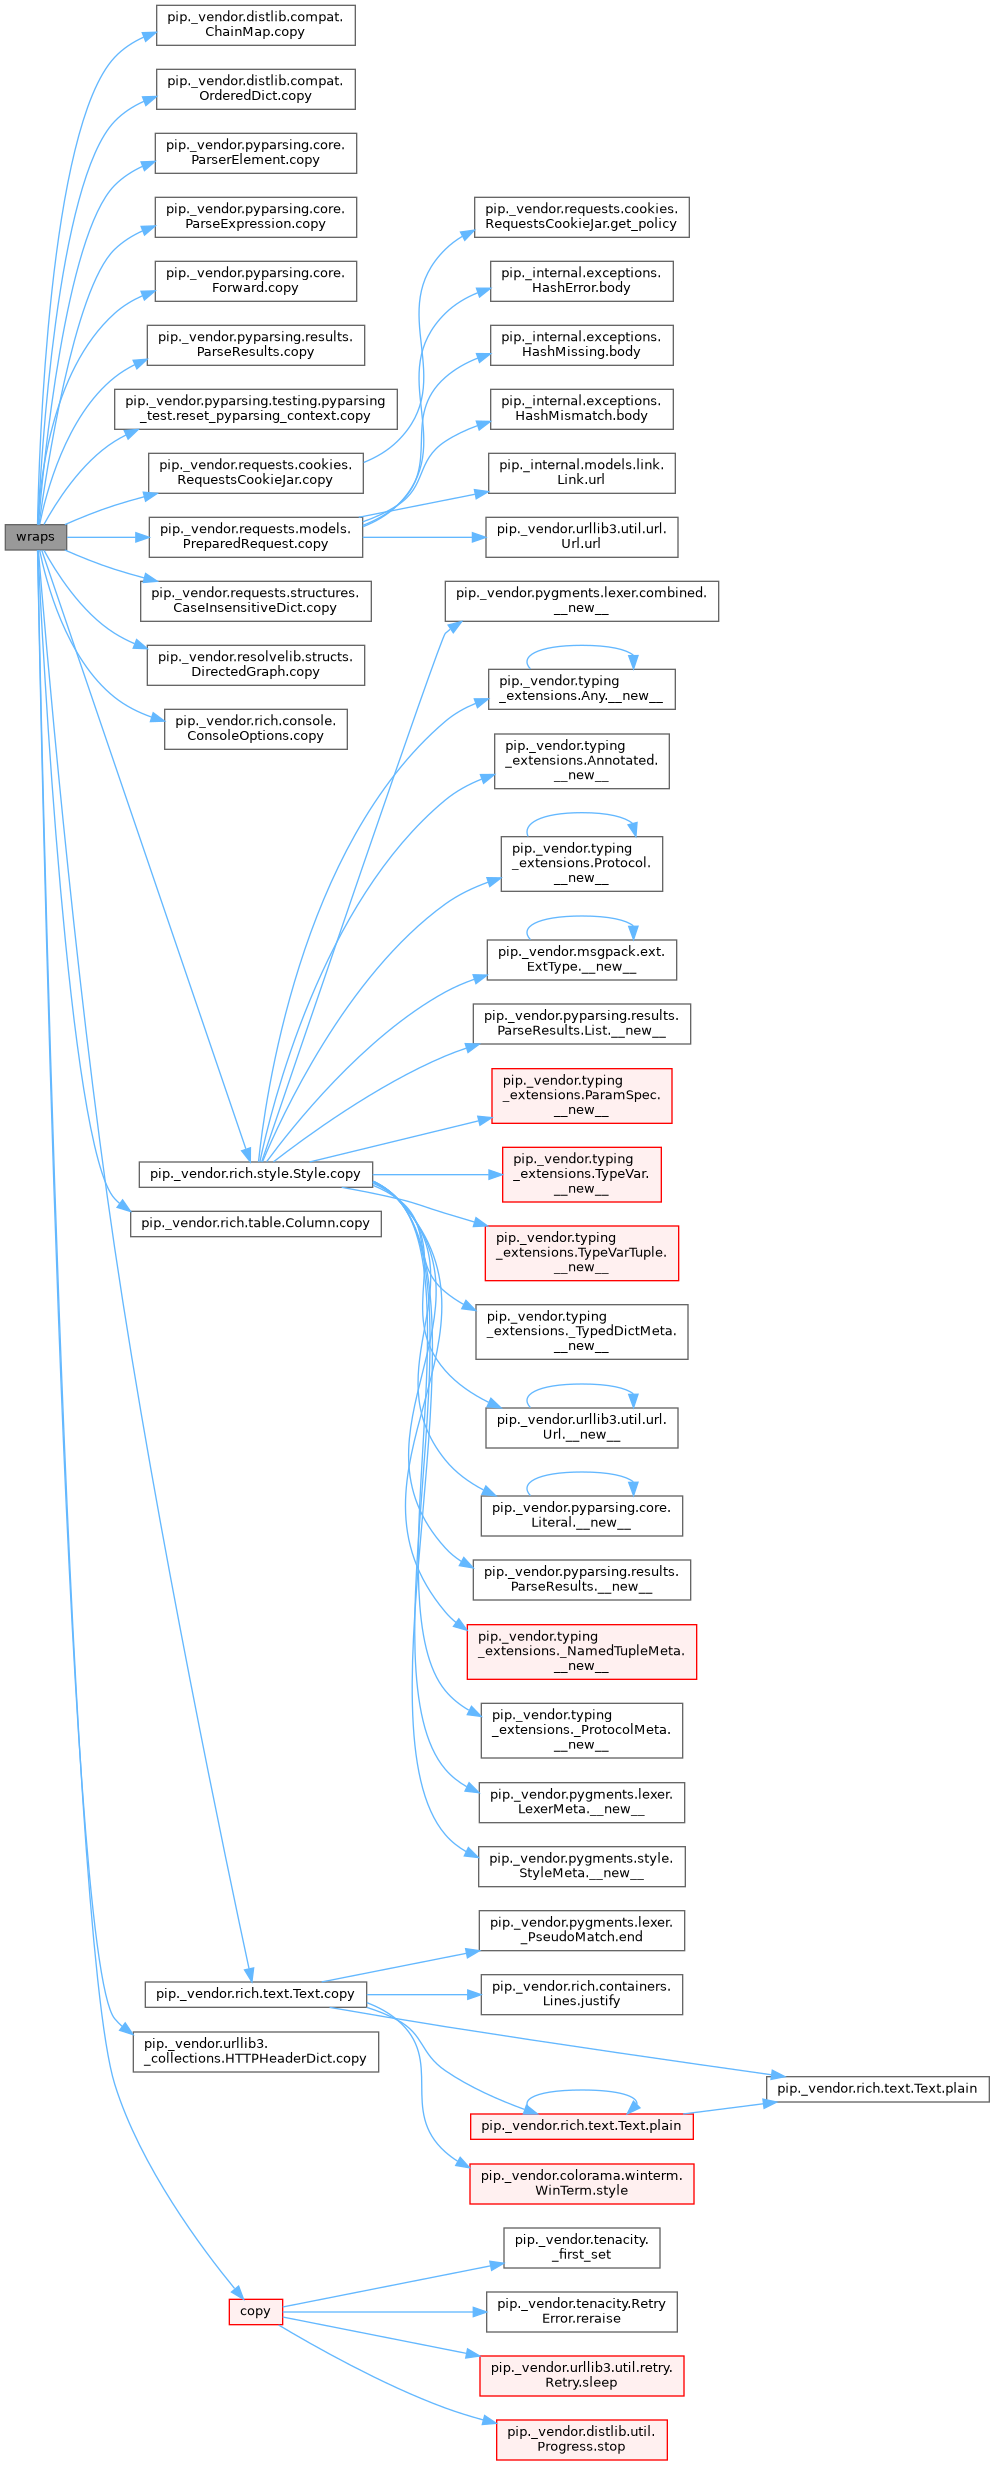 wraps
pip._vendor.distlib.compat.
ChainMap.copy
pip._vendor.distlib.compat.
OrderedDict.copy
pip._vendor.pyparsing.core.
ParserElement.copy
pip._vendor.pyparsing.core.
ParseExpression.copy
pip._vendor.pyparsing.core.
Forward.copy
pip._vendor.pyparsing.results.
ParseResults.copy
pip._vendor.pyparsing.testing.pyparsing
_test.reset_pyparsing_context.copy
pip._vendor.requests.cookies.
RequestsCookieJar.copy
pip._vendor.requests.models.
PreparedRequest.copy
pip._vendor.requests.structures.
CaseInsensitiveDict.copy
pip._vendor.resolvelib.structs.
DirectedGraph.copy
pip._vendor.rich.console.
ConsoleOptions.copy
pip._vendor.rich.style.Style.copy
pip._vendor.rich.table.Column.copy
pip._vendor.rich.text.Text.copy
pip._vendor.urllib3.
_collections.HTTPHeaderDict.copy
copy
pip._vendor.requests.cookies.
RequestsCookieJar.get_policy
pip._internal.exceptions.
HashError.body
pip._internal.exceptions.
HashMissing.body
pip._internal.exceptions.
HashMismatch.body
pip._internal.models.link.
Link.url
pip._vendor.urllib3.util.url.
Url.url
pip._vendor.pygments.lexer.combined.
__new__
pip._vendor.typing
_extensions.Any.__new__
pip._vendor.typing
_extensions.Annotated.
__new__
pip._vendor.typing
_extensions.Protocol.
__new__
pip._vendor.msgpack.ext.
ExtType.__new__
pip._vendor.pyparsing.results.
ParseResults.List.__new__
pip._vendor.typing
_extensions.ParamSpec.
__new__
pip._vendor.typing
_extensions.TypeVar.
__new__
pip._vendor.typing
_extensions.TypeVarTuple.
__new__
pip._vendor.typing
_extensions._TypedDictMeta.
__new__
pip._vendor.urllib3.util.url.
Url.__new__
pip._vendor.pyparsing.core.
Literal.__new__
pip._vendor.pyparsing.results.
ParseResults.__new__
pip._vendor.typing
_extensions._NamedTupleMeta.
__new__
pip._vendor.typing
_extensions._ProtocolMeta.
__new__
pip._vendor.pygments.lexer.
LexerMeta.__new__
pip._vendor.pygments.style.
StyleMeta.__new__
pip._vendor.pygments.lexer.
_PseudoMatch.end
pip._vendor.rich.containers.
Lines.justify
pip._vendor.rich.text.Text.plain
pip._vendor.rich.text.Text.plain
pip._vendor.colorama.winterm.
WinTerm.style
pip._vendor.tenacity.
_first_set
pip._vendor.tenacity.Retry
Error.reraise
pip._vendor.urllib3.util.retry.
Retry.sleep
pip._vendor.distlib.util.
Progress.stop